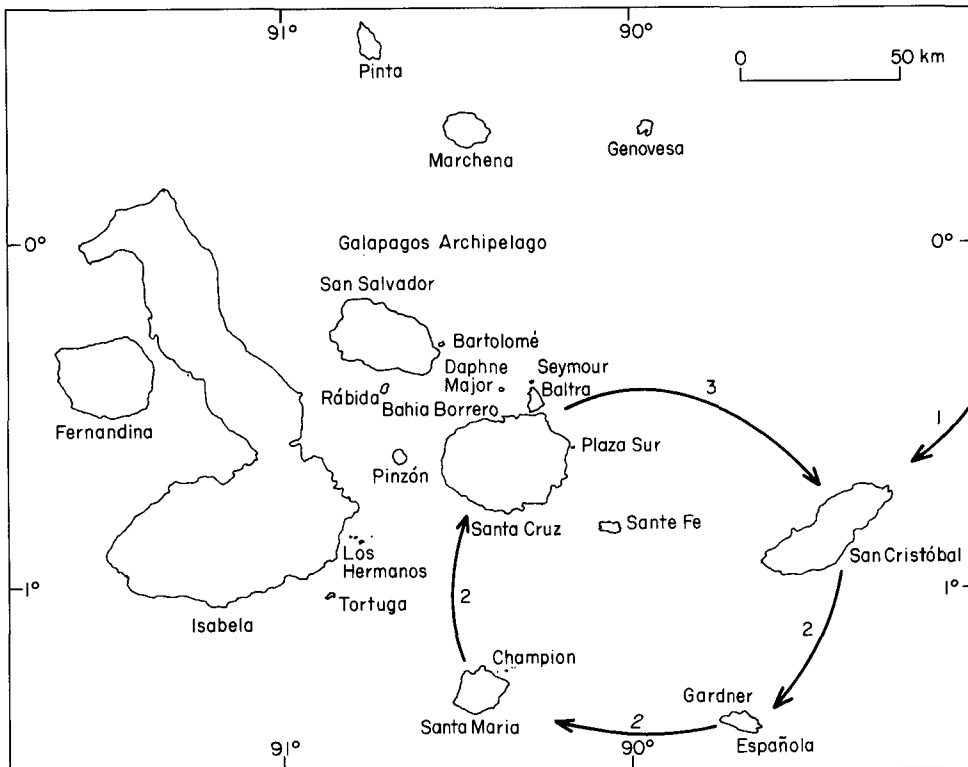 91°
90°
0
50 km
Pinta
Marchena
Genovesa
0°
Galapagos Archipelago
0°
San Salvador
Bartolomé
Daphne
Major
Seymour
Baltra
3
Rábida
Bahia Borrero
1
Fernandina
Plaza Sur
Pinzón
Santa Cruz
Sante Fe
San Cristóbal
Los
Hermanos
1°
1°
Tortuga
2
2
Isabela
Champion
Gardner
Santa Maria
2
Española
91°
90°